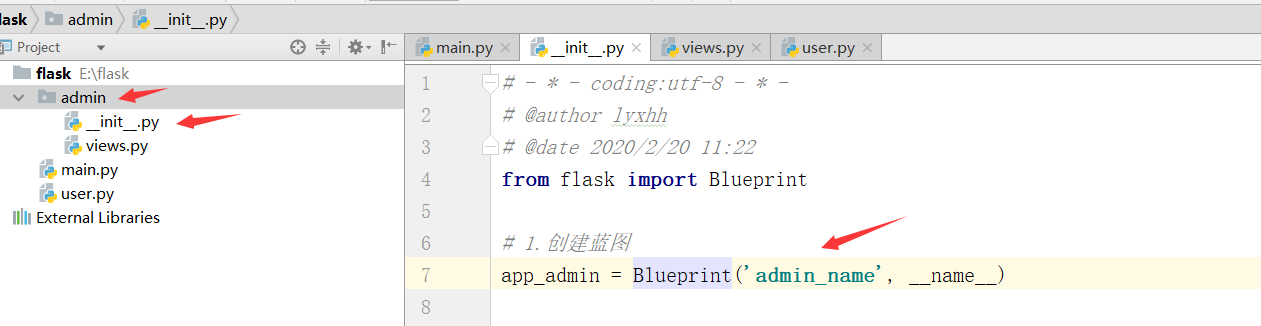 lask admin __init__.py
Project
flask E:\flask
admin
__init__.py
views.py
main.py
user.py
External Libraries
main.py × __init__.py × views.py × user.py ×
1 # - * - coding:utf-8 - * -
2 # @author lyxhh
3 # @date 2020/2/20 11:22
4 from flask import Blueprint
5
6 # 1.创建蓝图
7 app_admin = Blueprint('admin_name', __name__)
8